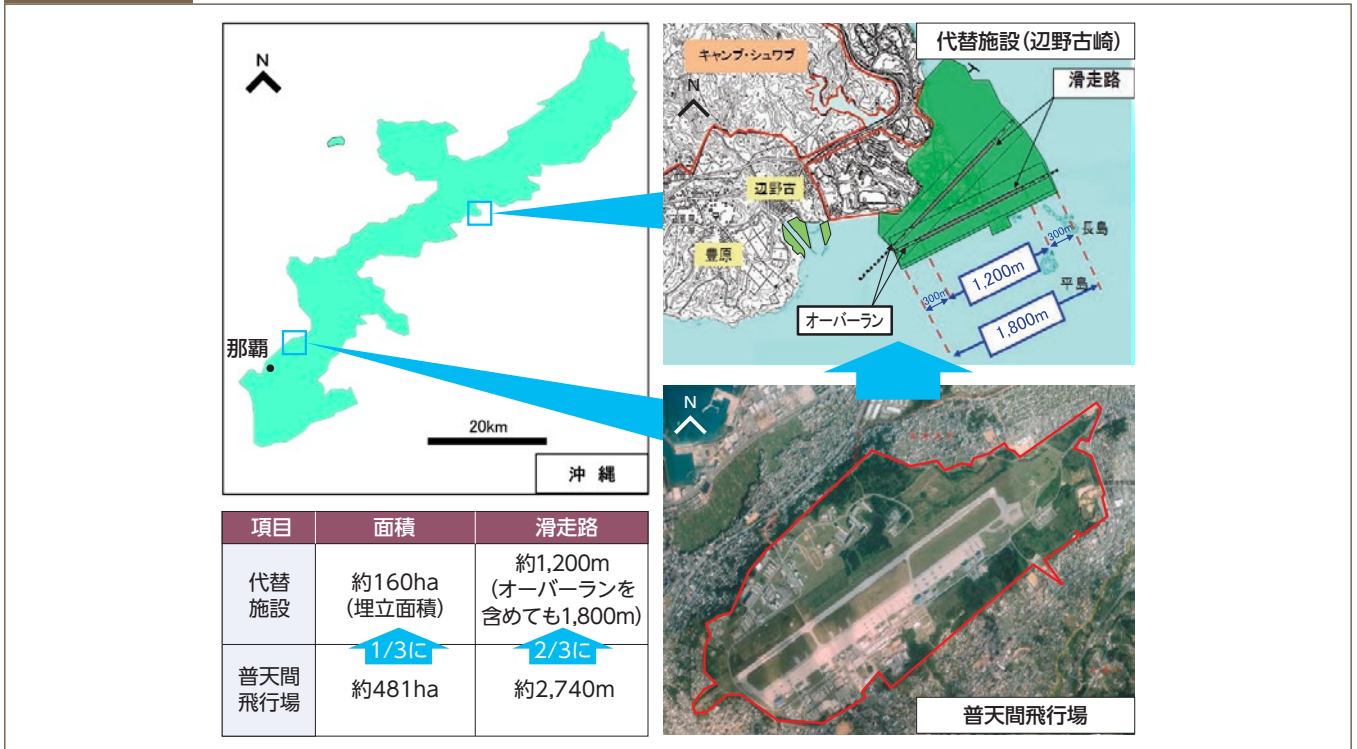 N
那覇
20km
沖 縄
代替施設(辺野古崎)
キャンプ・シュワブ
N
滑走路
辺野古
豊原
長島
平島
300m
1,200m
300m
1,800m
オーバーラン
N
普天間飛行場
項目 面積 滑走路
代替
施設
約160ha
(埋立面積)
約1,200m
(オーバーランを
含めても1,800m)
1/3に 2/3に
普天間
飛行場
約481ha
約2,740m